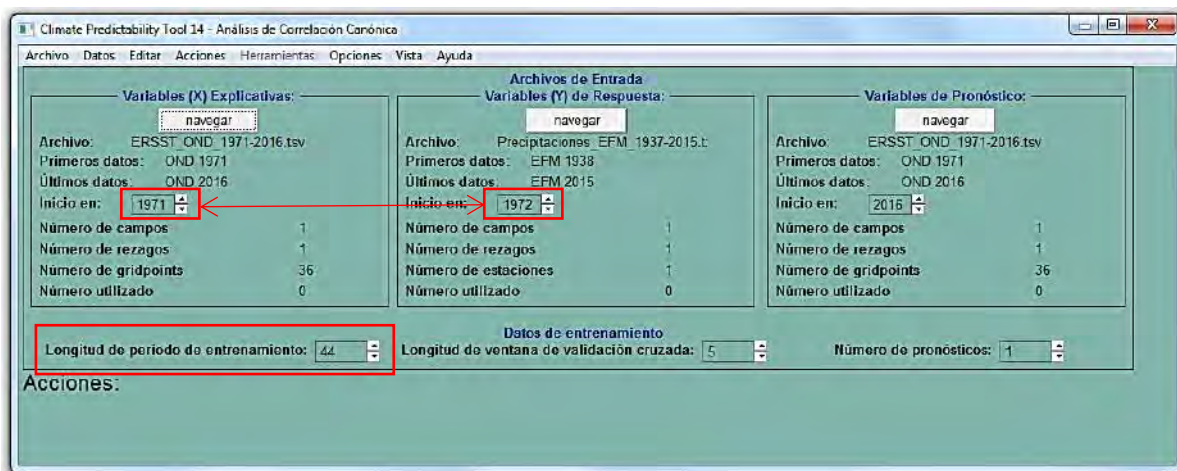 Climate Predictability Tool 14 - Análisis de Correlación Canónica
Archivo Datos Editar Acciones Herramientas Opciones Vista Ayuda
Archivos de Entrada
Variables (X) Explicativas:
navegar
Archivo: ERSST_OND_1971-2016.tsv
Primeros datos: OND 1971
Últimos datos: OND 2016
Inicio en: 1971
Número de campos 1
Número de rezagos 1
Número de gridpoints 36
Número utilizado 0
Variables (Y) de Respuesta:
navegar
Archivo: Precipitaciones_EFM_1937-2015.t
Primeros datos: EFM 1938
Últimos datos: EFM 2015
Inicio en: 1972
Número de campos 1
Número de rezagos 1
Número de estaciones 1
Número utilizado 0
Variables de Pronóstico:
navegar
Archivo: ERSST_OND_1971-2016.tsv
Primeros datos: OND 1971
Últimos datos: OND 2016
Inicio en: 2016
Número de campos 1
Número de rezagos 1
Número de gridpoints 36
Número utilizado 0
Datos de entrenamiento
Longitud de periodo de entrenamiento: 44 Longitud de ventana de validación cruzada: 5 Número de pronósticos: 1
Acciones: